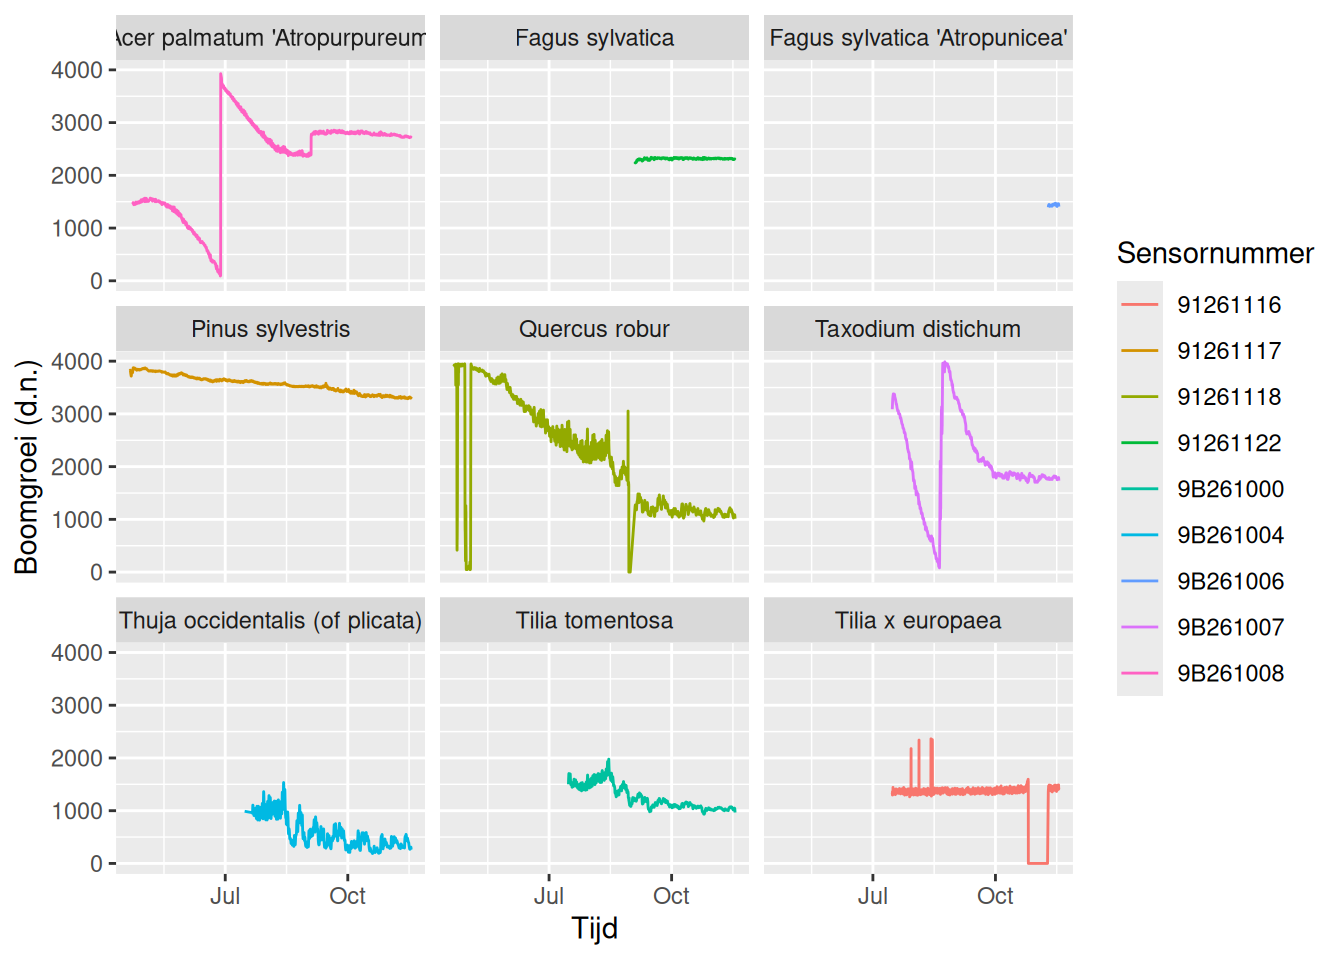 Acer palmatum 'Atropurpureum
Fagus sylvatica
Fagus sylvatica 'Atropunicea'
4000
3000
2000
1000
0
Pinus sylvestris
Quercus robur
Taxodium distichum
4000
3000
2000
1000
0
Thuja occidentalis (of plicata)
Tilia tomentosa
Tilia x europaea
4000
3000
2000
1000
0
Jul
Oct
Jul
Oct
Jul
Oct
Tijd
Boomgroei (d.n.)
Sensornummer
91261116
91261117
91261118
91261122
9B261000
9B261004
9B261006
9B261007
9B261008